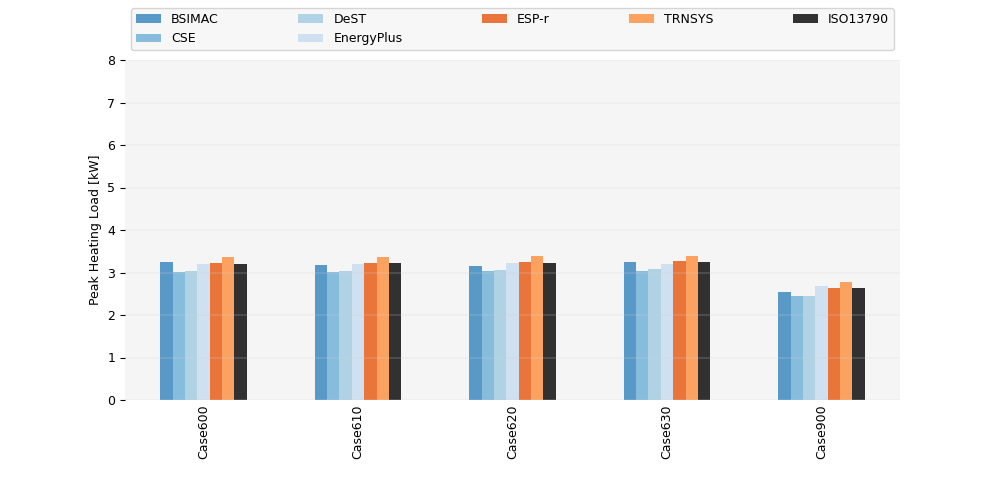 BSIMAC DeST ESP-r TRNSYS ISO13790
CSE EnergyPlus
8
7
6
5
4
3
2
1
0
Peak Heating Load [kW]
Case600 Case610 Case620 Case630 Case900